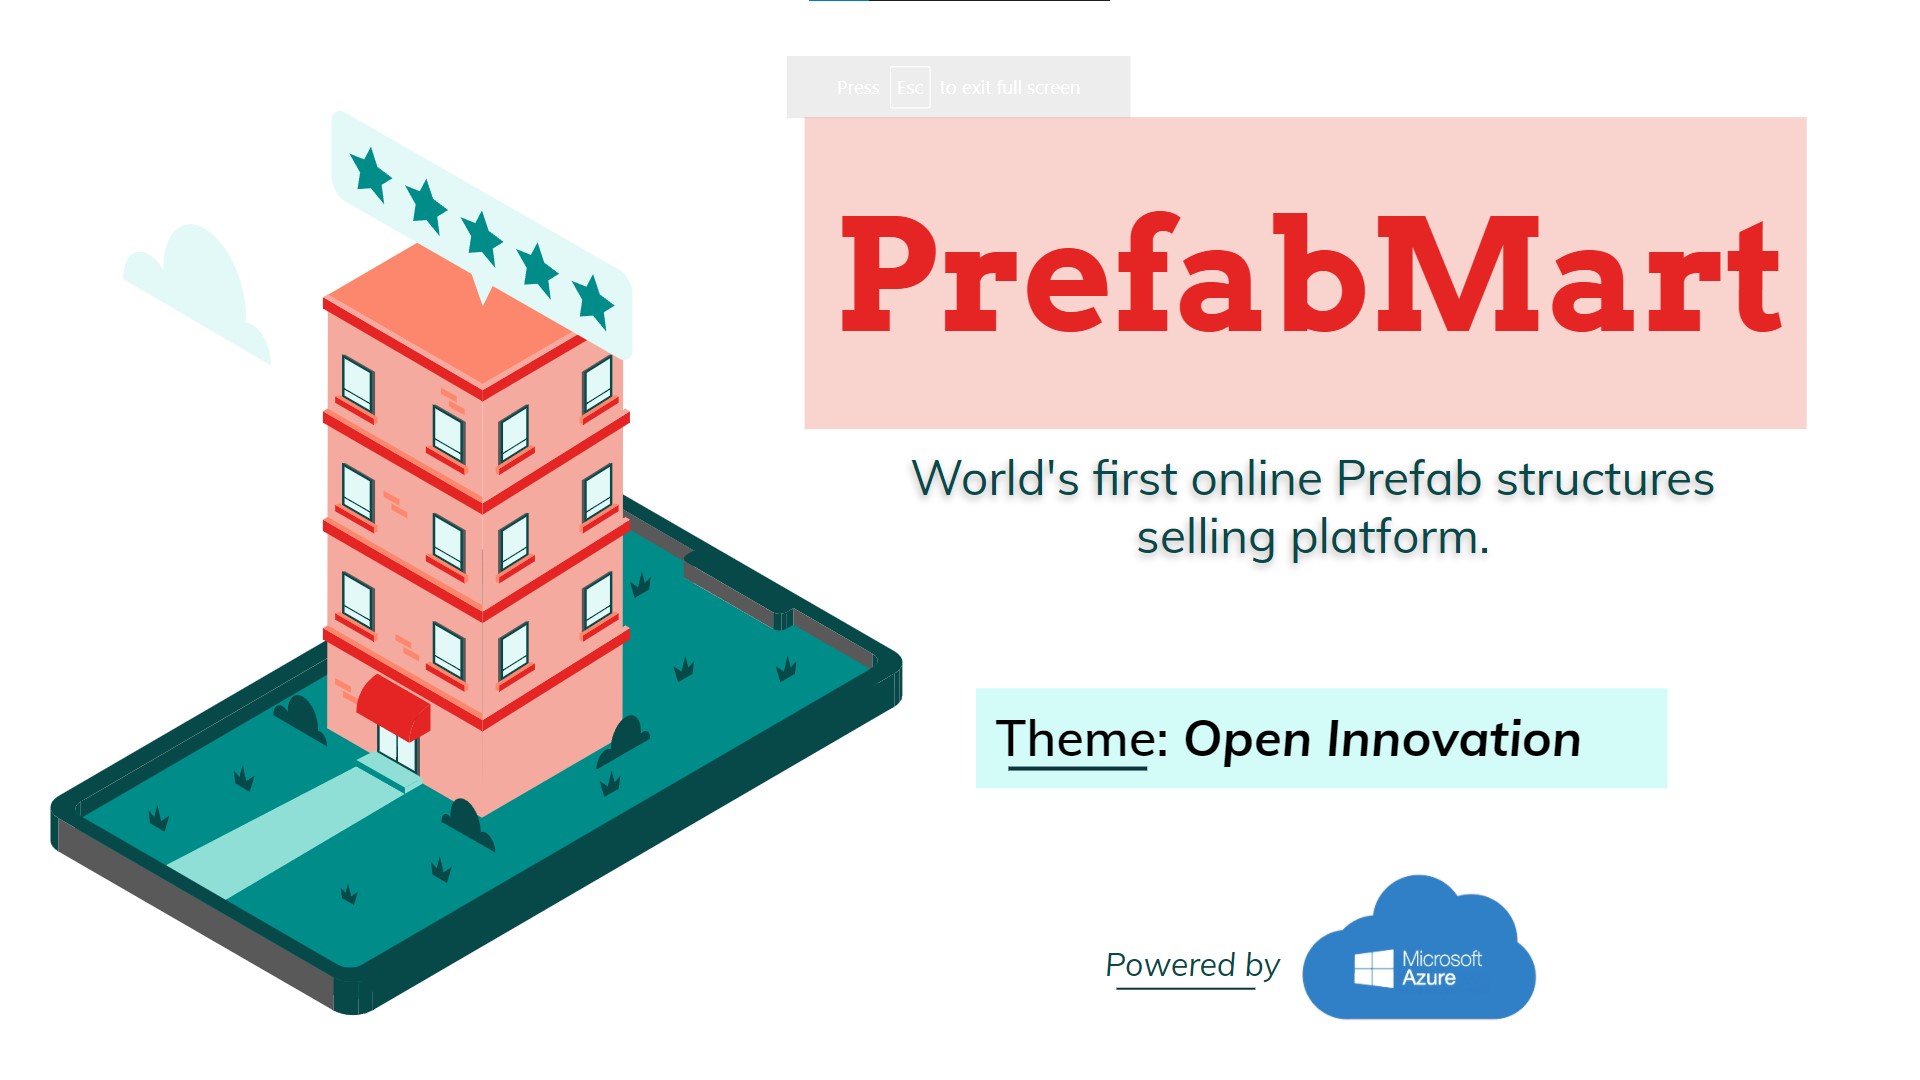 Press Esc to exit full screen
PrefabMart
World's first online Prefab structures
selling platform.
Theme: Open Innovation
Powered by
Microsoft
Azure